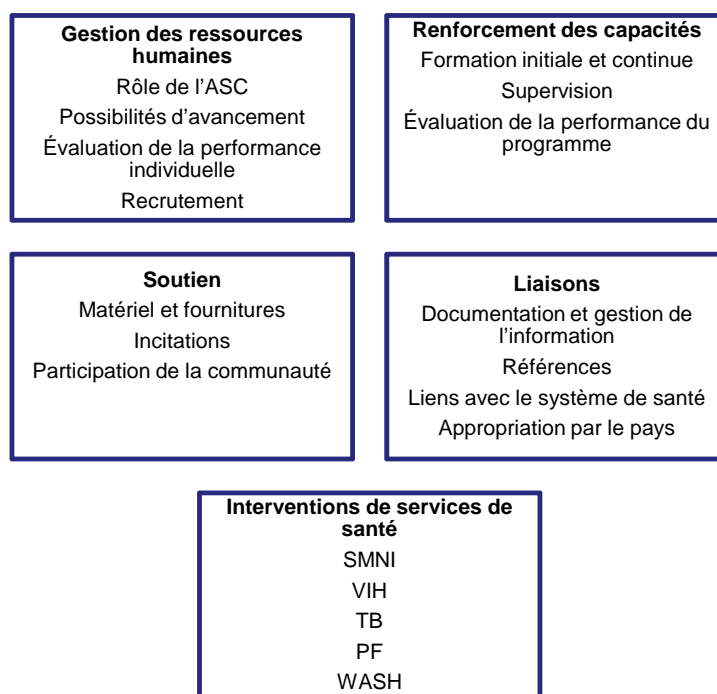 Gestion des ressources
humaines
Rôle de l'ASC
Possibilités d'avancement
Évaluation de la performance
individuelle
Recrutement
Renforcement des capacités
Formation initiale et continue
Supervision
Évaluation de la performance du
programme
Soutien
Matériel et fournitures
Incitations
Participation de la communauté
Liaisons
Documentation et gestion de
l'information
Références
Liens avec le système de santé
Appropriation par le pays
Interventions de services de
santé
SMNI
VIH
TB
PF
WASH